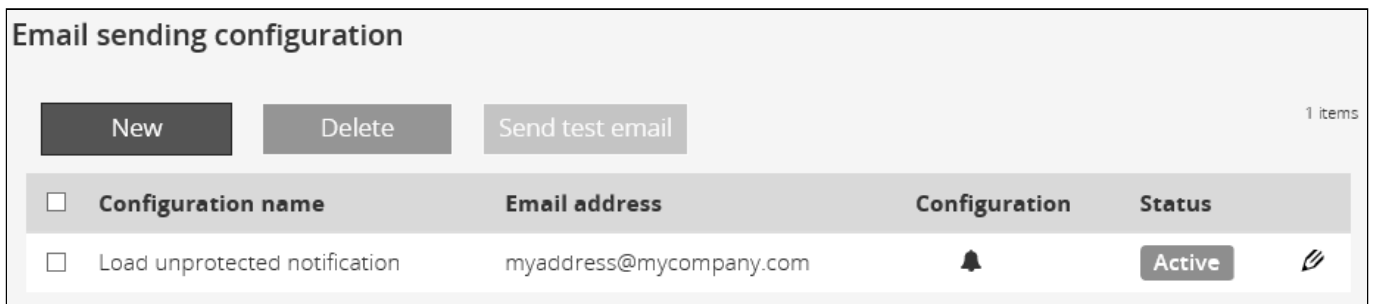 Email sending configuration
New Delete Send test email 1 items
Configuration name Email address Configuration Status
Load unprotected notification myaddress@mycompany.com Active